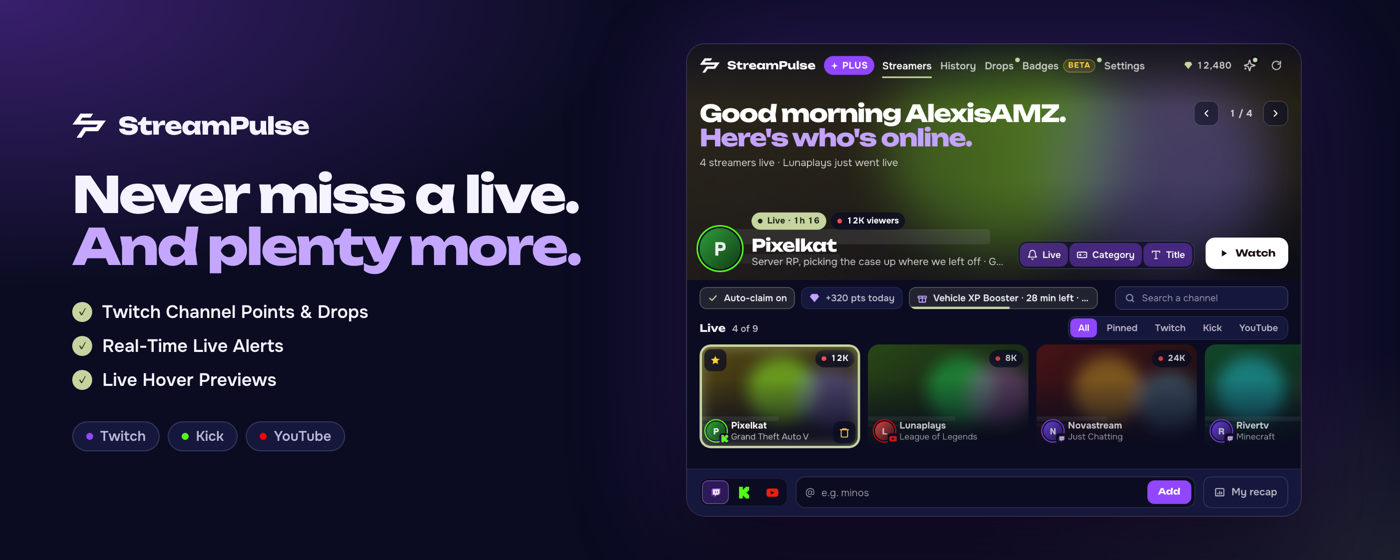 StreamPulse
Never miss a live.
And plenty more.
Twitch Channel Points & Drops
Real-Time Live Alerts
Live Hover Previews
Twitch Kick YouTube
StreamPulse + PLUS Streamers History Drops Badges BETA Settings 12,480
Good morning AlexisAMZ. 1 / 4
Here's who's online.
4 streamers live · Lunaplays just went live
Live · 1h 16 12K viewers
P Pixelkat
Server RP, picking the case up where we left off · G...
Live Category Title Watch
Auto-claim on +320 pts today Vehicle XP Booster · 28 min left · ... Search a channel
Live 4 of 9 All Pinned Twitch Kick YouTube
12K 8K 24K
P Pixelkat L Lunaplays N Novastream R Rivertv
Grand Theft Auto V League of Legends Just Chatting Minecraft
@ e.g. minos Add My recap